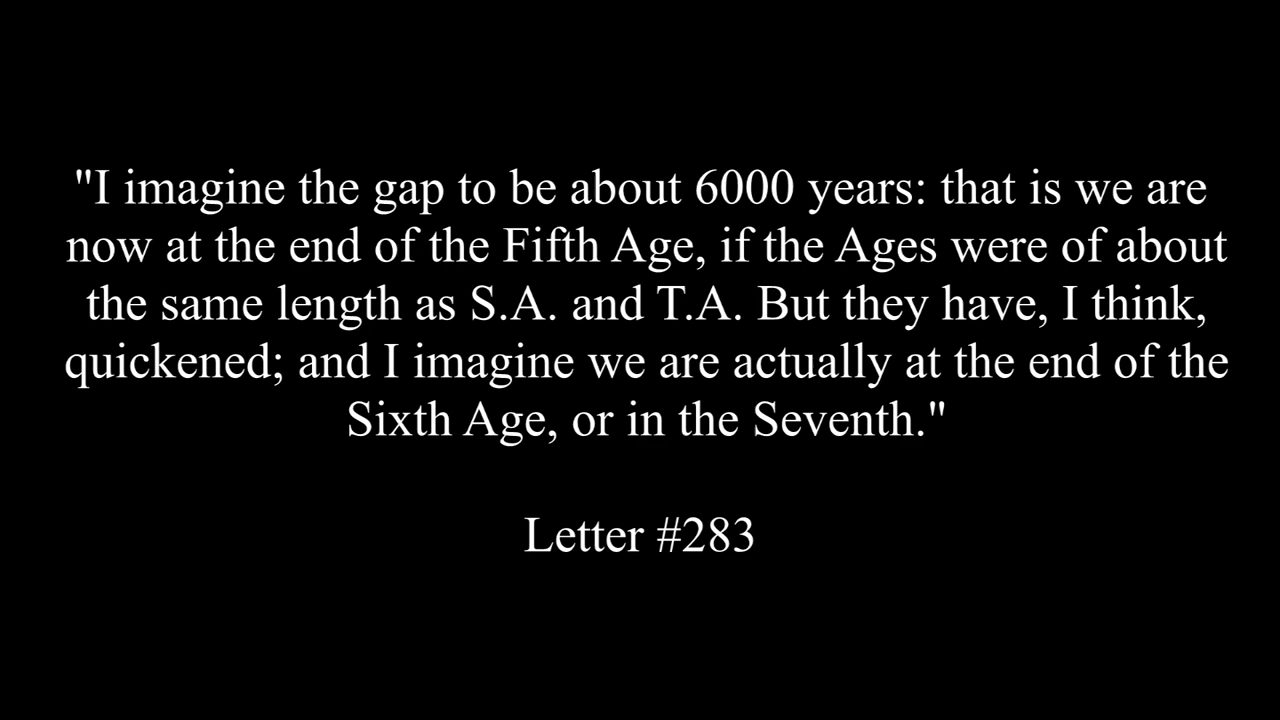 "I imagine the gap to be about 6000 years: that is we are
now at the end of the Fifth Age, if the Ages were of about
the same length as S.A. and T.A. But they have, I think,
quickened; and I imagine we are actually at the end of the
Sixth Age, or in the Seventh."
Letter #283